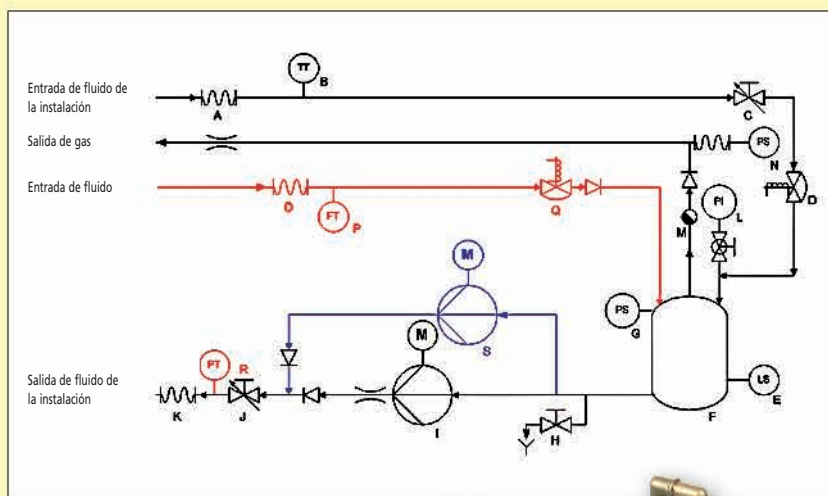 Entrada de fluido de
la instalación
TT
B
A
C
Salida de gas
PS
N
Entrada de fluido
O
FT
P
Q
M
PI
L
D
M
S
PS
G
M
PT
R
Salida de fluido de
la instalación
K
J
I
H
F
LS
E